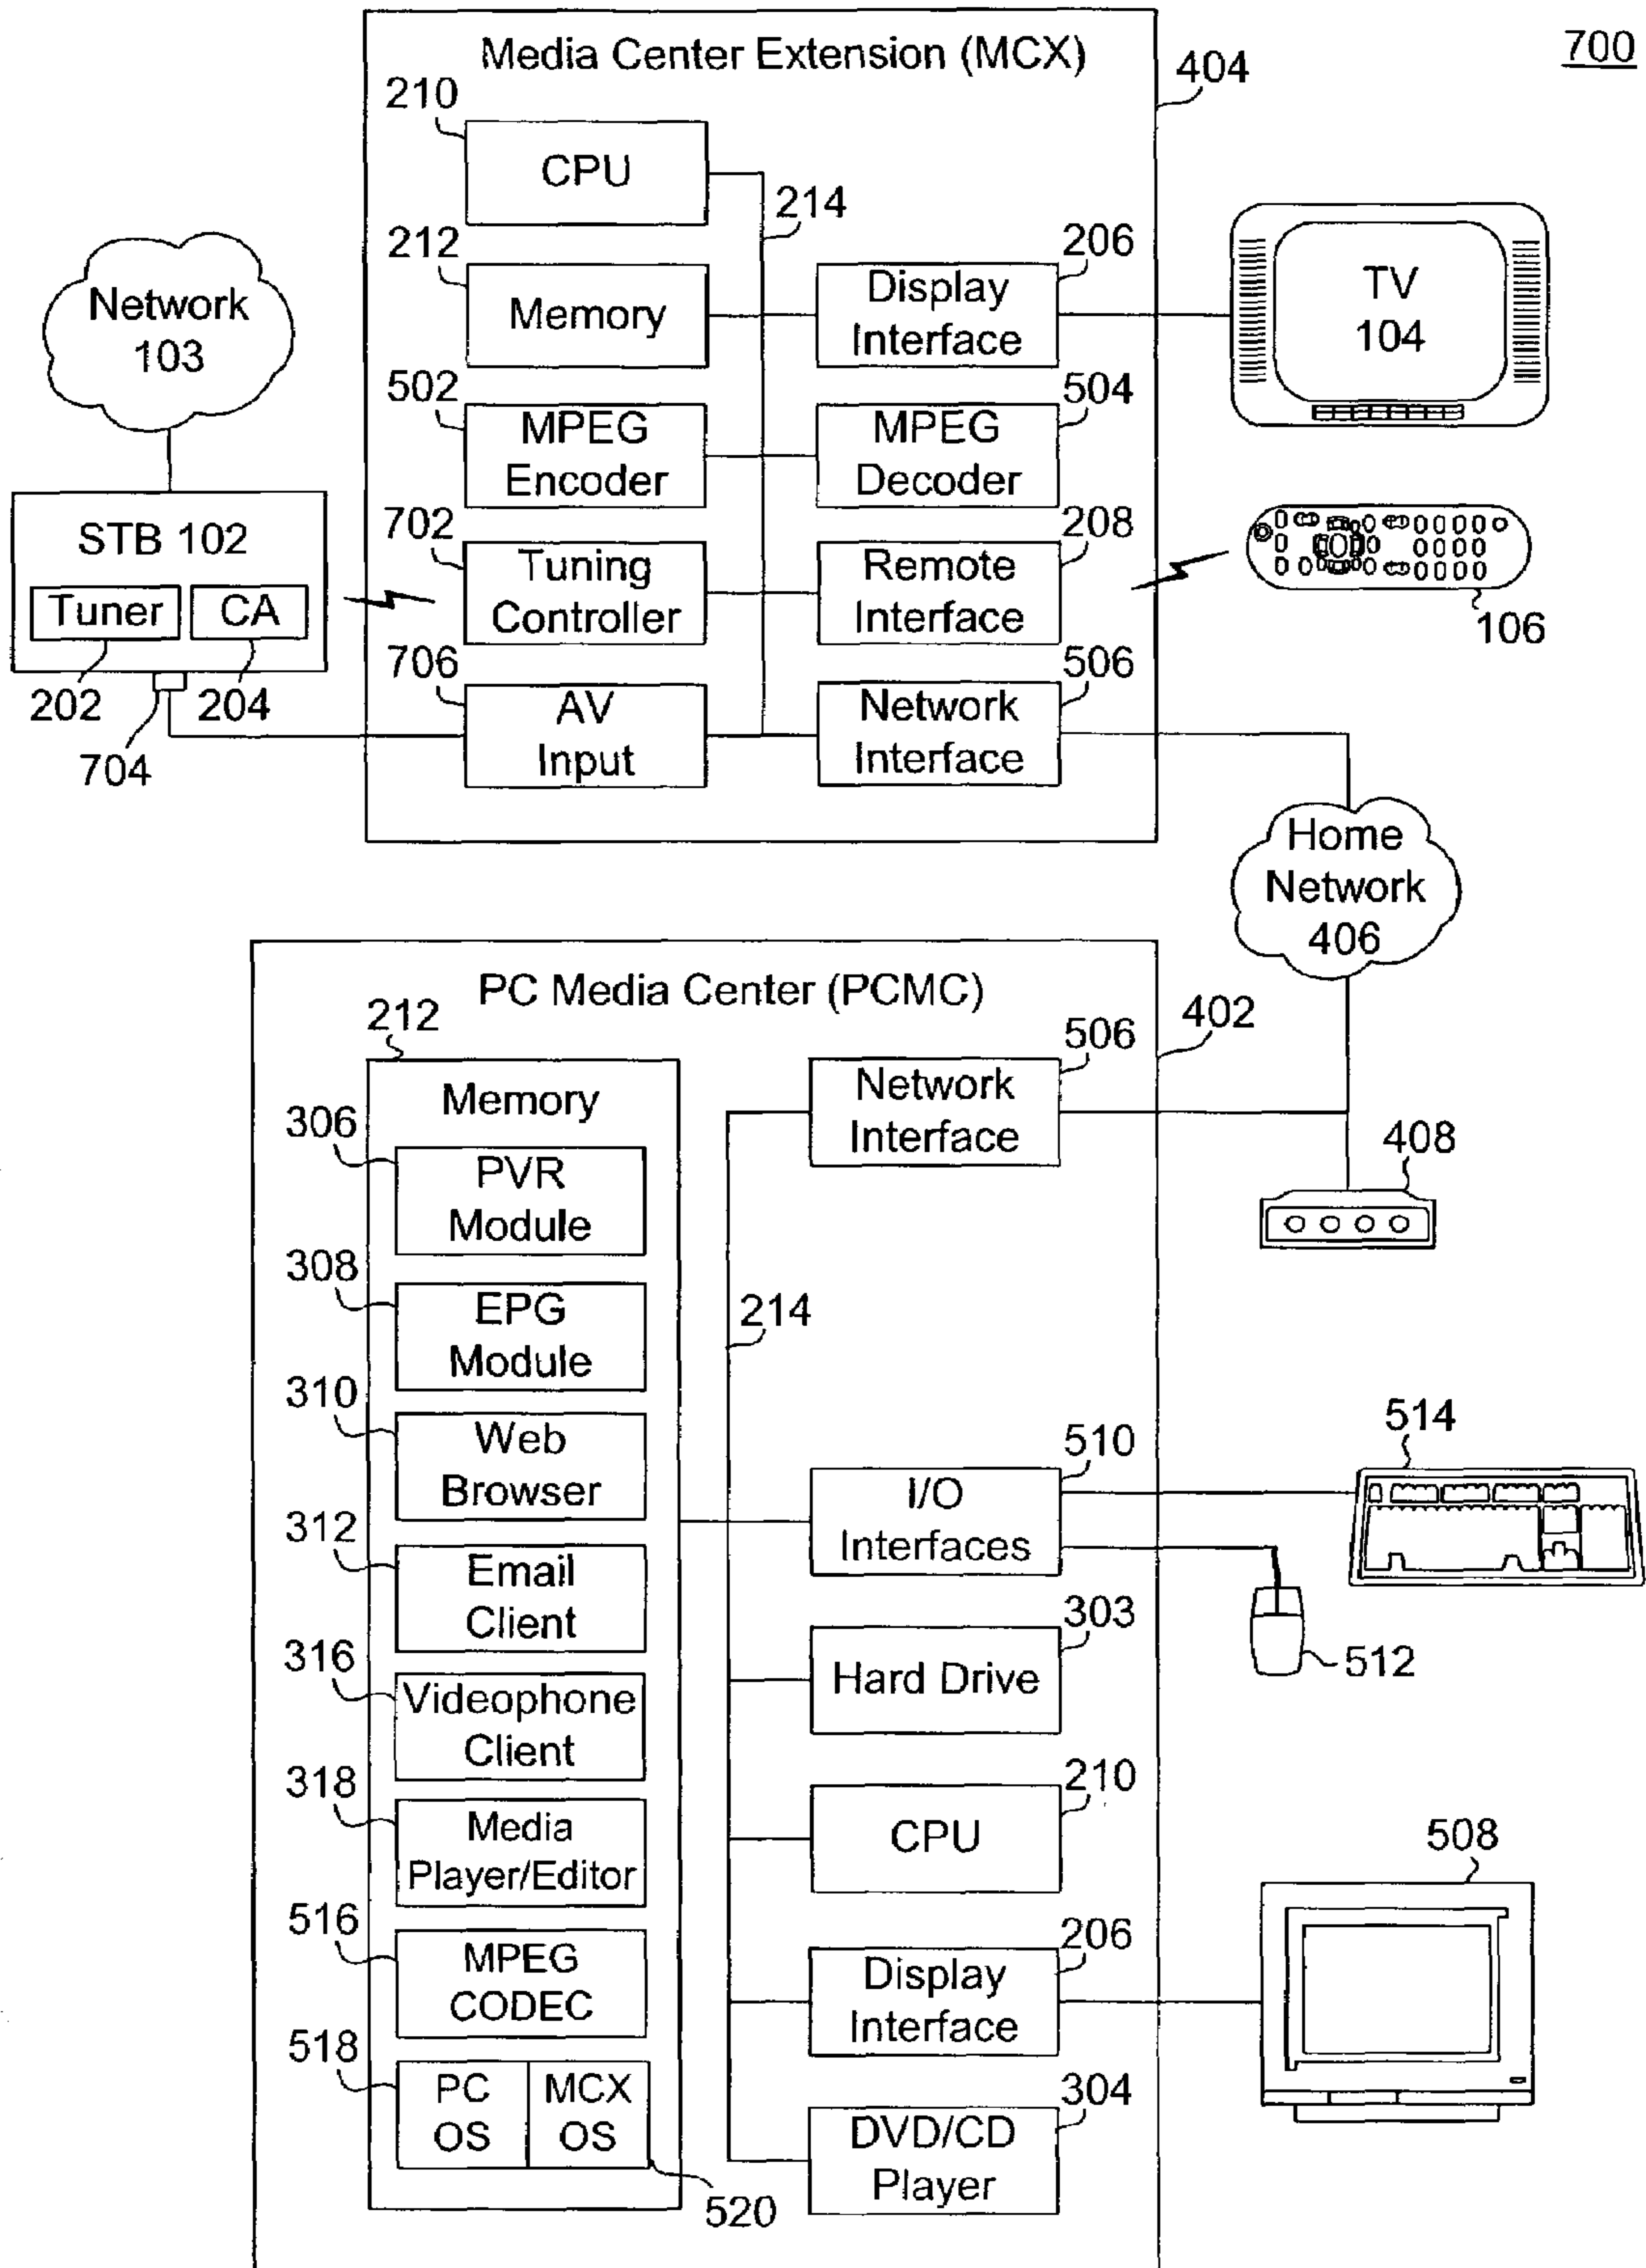 700
Media Center Extension (MCX)
404
210
CPU
214
212
Memory
206
Display
Interface
TV
104
Network
103
502
MPEG
Encoder
504
MPEG
Decoder
STB 102
Tuner
CA
202
204
704
702
Tuning
Controller
208
Remote
Interface
106
706
AV
Input
506
Network
Interface
Home
Network
406
PC Media Center (PCMC)
402
212
Memory
506
Network
Interface
408
306
PVR
Module
308
EPG
Module
214
310
Web
Browser
510
I/O
Interfaces
514
512
312
Email
Client
303
Hard Drive
316
Videophone
Client
210
CPU
318
Media
Player/Editor
508
516
MPEG
CODEC
206
Display
Interface
518
PC
OS
MCX
OS
520
304
DVD/CD
Player